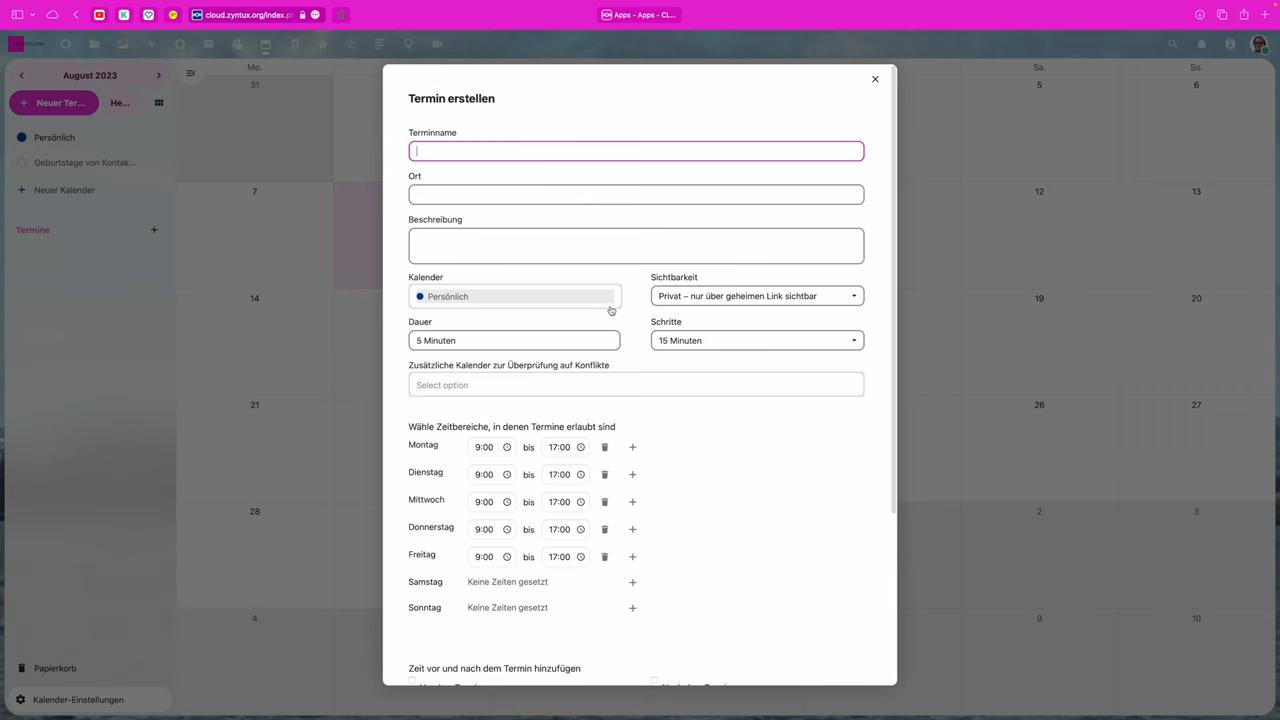 cloud.zyntux.org/index.p
Apps - Apps - CL...
August 2023
Mo.
Sa.
So.
31
5
6
Neuer Ter...
He...
Persönlich
Geburtstage von Kontak...
Neuer Kalender
Termine
7
12
13
14
19
20
21
26
27
28
2
3
4
9
10
Papierkorb
Kalender-Einstellungen
Termin erstellen
Terminname
Ort
Beschreibung
Kalender
Sichtbarkeit
Persönlich
Privat – nur über geheimen Link sichtbar
Dauer
Schritte
5 Minuten
15 Minuten
Zusätzliche Kalender zur Überprüfung auf Konflikte
Select option
Wähle Zeitbereiche, in denen Termine erlaubt sind
Montag 9:00 bis 17:00
Dienstag 9:00 bis 17:00
Mittwoch 9:00 bis 17:00
Donnerstag 9:00 bis 17:00
Freitag 9:00 bis 17:00
Samstag Keine Zeiten gesetzt
Sonntag Keine Zeiten gesetzt
Zeit vor und nach dem Termin hinzufügen